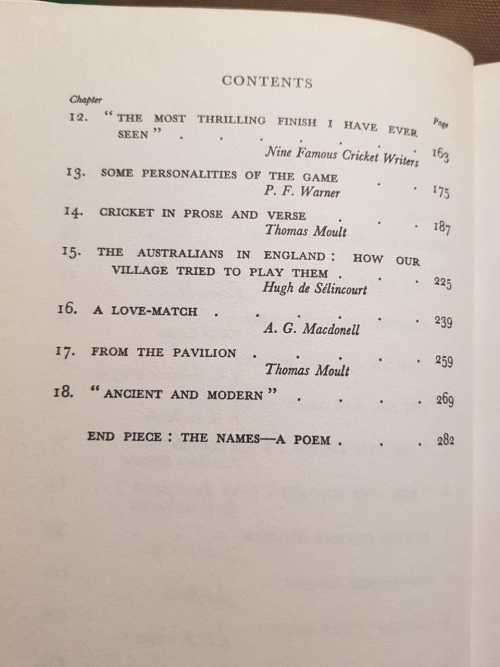 CONTENTS
Chapter Page
12. "THE MOST THRILLING FINISH I HAVE EVER
SEEN" . . . . . . 163
Nine Famous Cricket Writers
13. SOME PERSONALITIES OF THE GAME . . 175
P. F. Warner
14. CRICKET IN PROSE AND VERSE . . . 187
Thomas Moult
15. THE AUSTRALIANS IN ENGLAND : HOW OUR
VILLAGE TRIED TO PLAY THEM . . . 225
Hugh de Sélincourt
16. A LOVE-MATCH . . . . . . 239
A. G. Macdonell
17. FROM THE PAVILION . . . . . 259
Thomas Moult
18. "ANCIENT AND MODERN" . . . . 269
END PIECE : THE NAMES—A POEM . . . 282